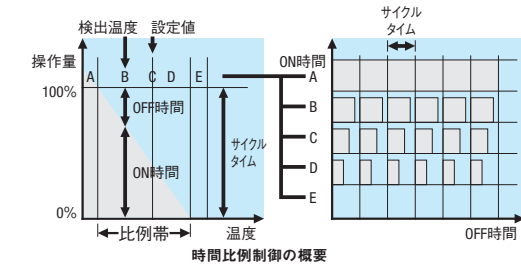 検出温度 設定値
操作量
A B C D E
100%
OFF時間
ON時間
サイクル
タイム
0%
比例帯
温度
サイクル
タイム
ON時間
A
B
C
D
E
OFF時間
時間比例制御の概要